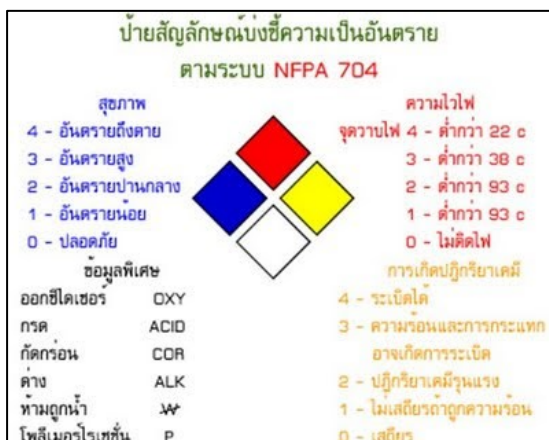 ป้ายสัญลักษณ์บ่งชี้ความเป็นอันตราย
ตามระบบ NFPA 704
สุขภาพ
4 - อันตรายถึงตาย
3 - อันตรายสูง
2 - อันตรายปานกลาง
1 - อันตรายน้อย
0 - ปลอดภัย
ความไวไฟ
จุดวาบไฟ 4 - ต่ำกว่า 22 c
3 - ต่ำกว่า 38 c
2 - ต่ำกว่า 93 c
1 - ต่ำกว่า 93 c
0 - ไม่ติดไฟ
ข้อมูลพิเศษ
ออกซิไดเซอร์ OXY
กรด ACID
กัดกร่อน COR
ด่าง ALK
ห้ามถูกน้ำ W
โพลีเมอร์ไรเซชั่น P
การเกิดปฏิกิริยาเคมี
4 - ระเบิดได้
3 - ความร้อนและการกระแทก
อาจเกิดการระเบิด
2 - ปฏิกิริยาเคมีรุนแรง
1 - ไม่เสถียรถ้าถูกความร้อน
0 - เสถียร